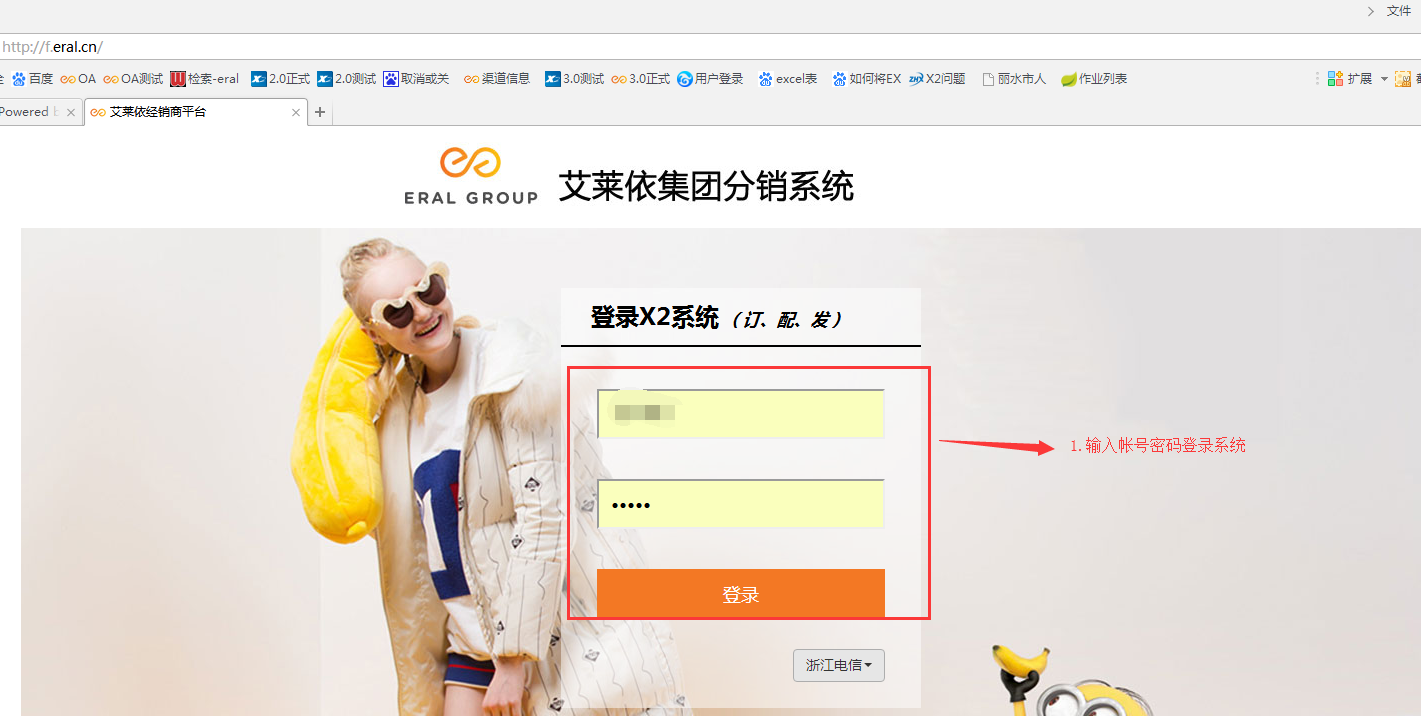 文件
http://f.eral.cn/
百度 OA OA测试 检索-eral 2.0正式 2.0测试 取消或关 渠道信息 3.0测试 3.0正式 用户登录 excel表 如何将EX X2问题 丽水市人 作业列表 扩展
Powered 艾莱依经销商平台
ERAL GROUP 艾莱依集团分销系统
登录X2系统（订、配、发）
1. 输入帐号密码登录系统
登录
浙江电信